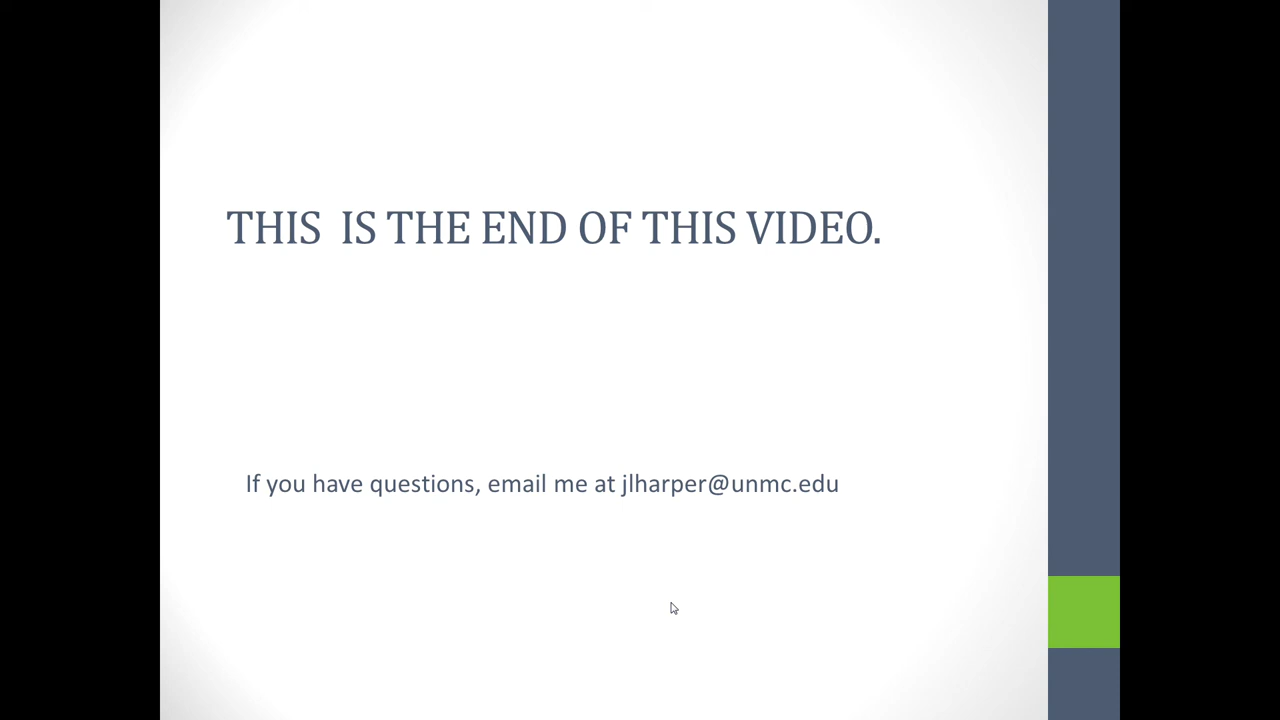 THIS  IS THE END OF THIS VIDEO.
If you have questions, email me at jlharper@unmc.edu